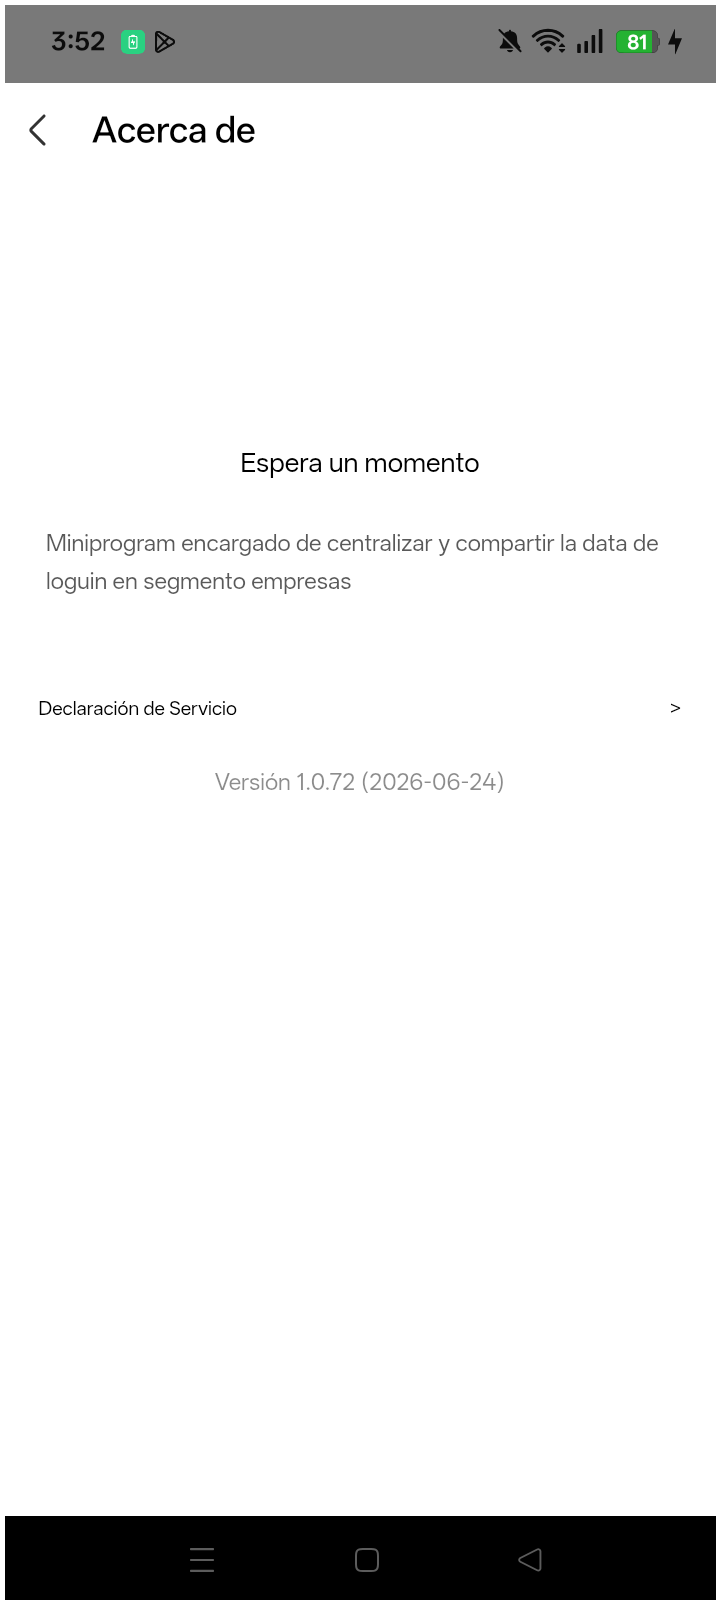 3:52
81
Acerca de
Espera un momento
Miniprogram encargado de centralizar y compartir la data de
loguin en segmento empresas
Declaración de Servicio >
Versión 1.0.72 (2026-06-24)